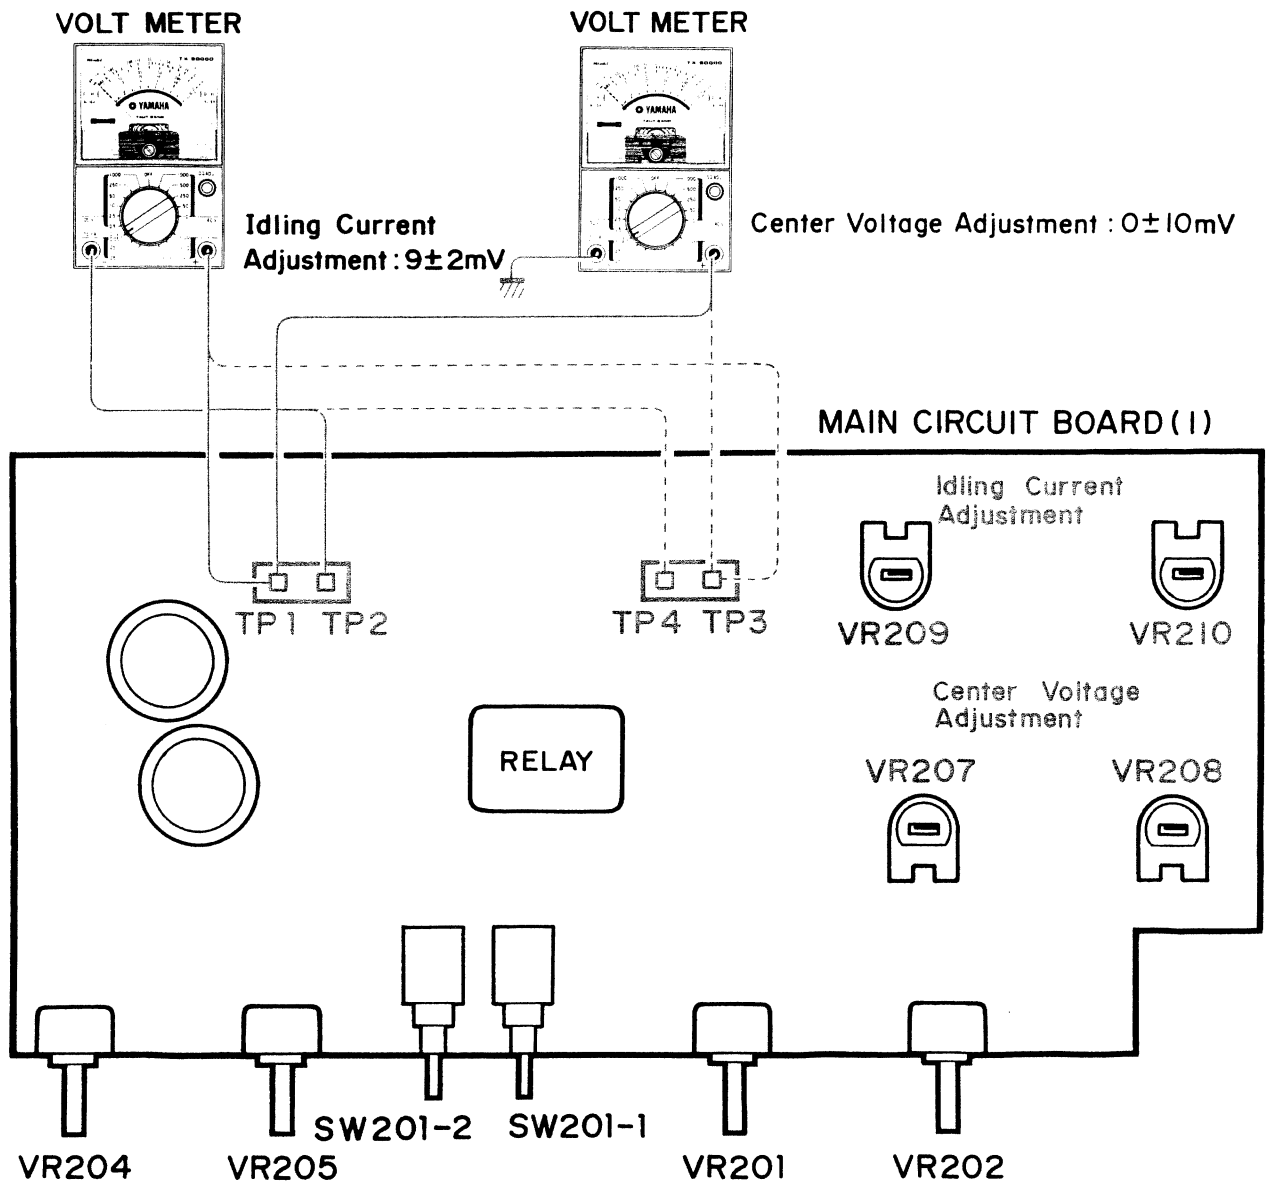 VOLT METER
VOLT METER
YAMAHA
YAMAHA
Idling Current
Adjustment : 9±2mV
Center Voltage Adjustment : 0±10mV
MAIN CIRCUIT BOARD (1)
Idling Current
Adjustment
TP1 TP2
TP4 TP3
VR209
VR210
Center Voltage
Adjustment
RELAY
VR207
VR208
SW201-2
SW201-1
VR204
VR205
VR201
VR202